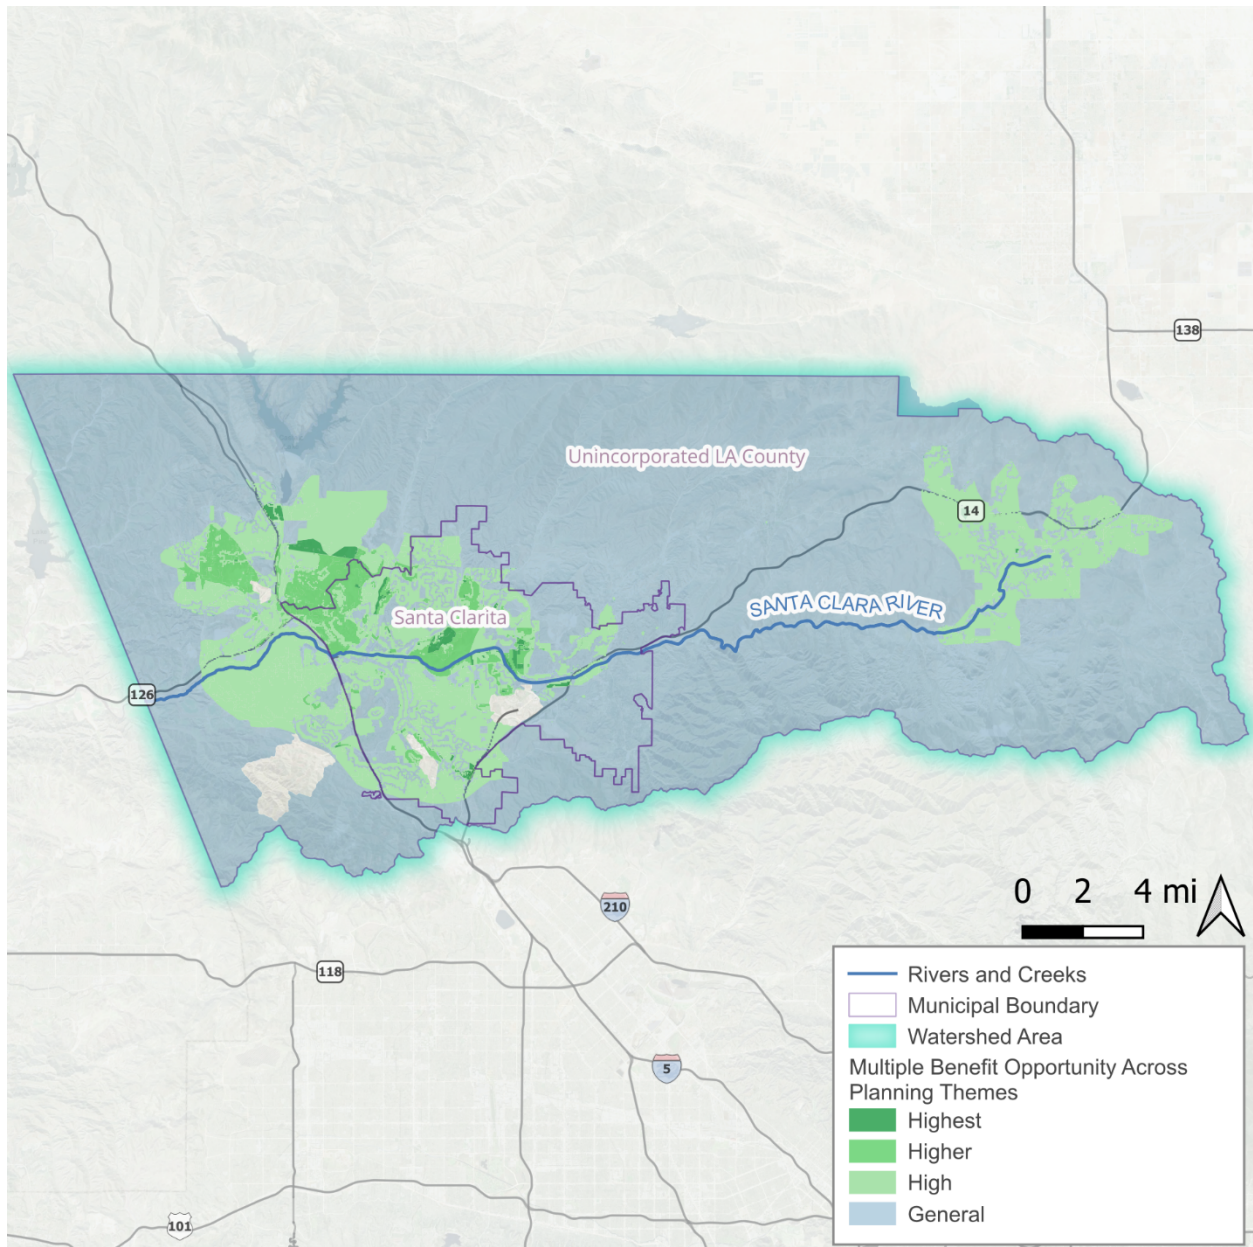 138
Unincorporated LA County
14
SANTA CLARA RIVER
Santa Clarita
126
0 2 4 mi
210
118
5
101
Rivers and Creeks
Municipal Boundary
Watershed Area
Multiple Benefit Opportunity Across
Planning Themes
Highest
Higher
High
General